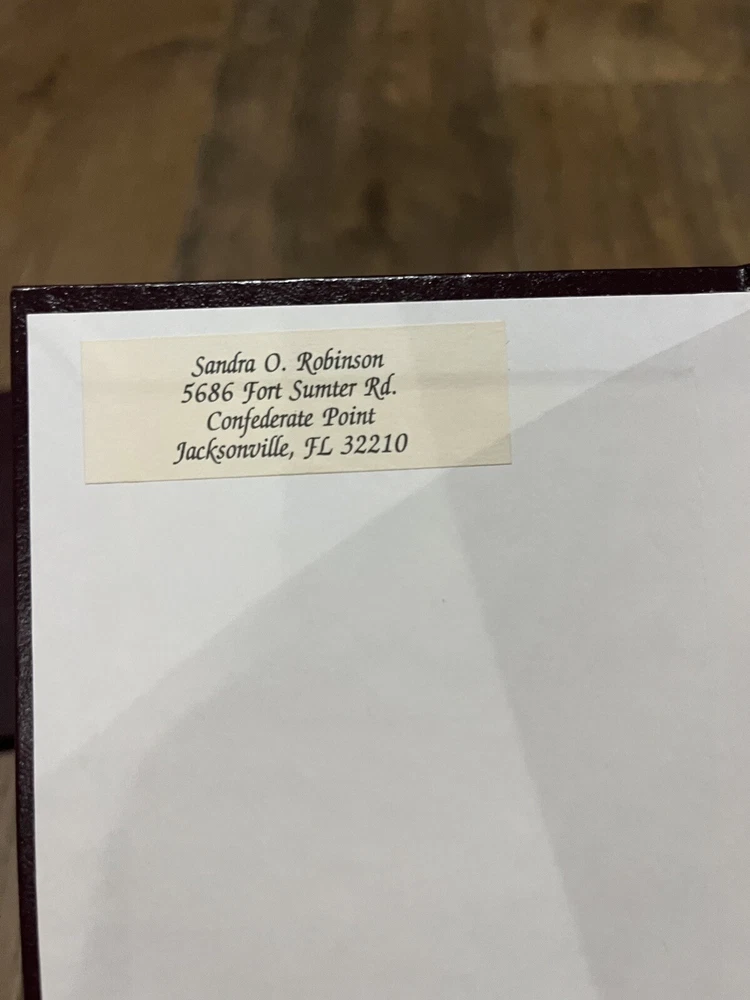 Sandra O. Robinson
5686 Fort Sumter Rd.
Confederate Point
Jacksonville, FL 32210